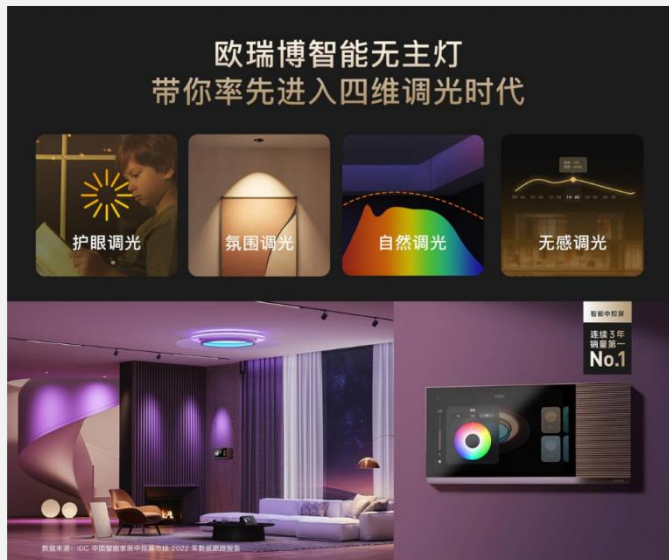 欧瑞博智能无主灯
带你率先进入四维调光时代
护眼调光
氛围调光
自然调光
无感调光
智能中控屏
连续3年
销量第一
No.1
数据来源：IDC 中国智能家居中控屏市场 2022 年数据跟踪报告